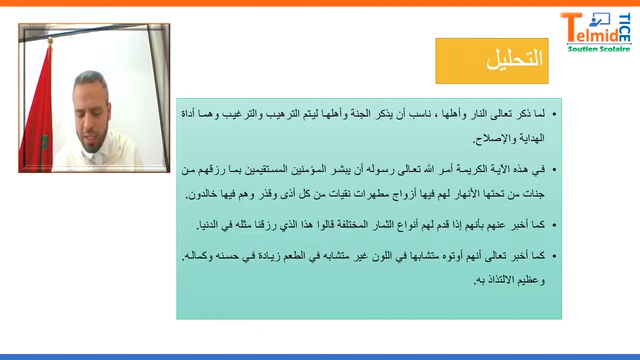 Telmid TICE
Soutien Scolaire
التحليل
• لما ذكر تعالى النار وأهلها ، ناسب أن يذكر الجنة وأهلها ليتم الترهيب والترغيب وهما أداة
الهداية والإصلاح.
• في هذه الآية الكريمة أمر الله تعالى رسوله أن يبشر المؤمنين المستقيمين بما رزقهم من
جنات من تحتها الأنهار لهم فيها أزواج مطهرات نقيات من كل أذى وقذر وهم فيها خالدون.
• كما أخبر عنهم بأنهم إذا قدم لهم أنواع الثمار المختلفة قالوا هذا الذي رزقنا مثله في الدنيا.
• كما أخبر تعالى أنهم أوتوه متشابها في اللون غير متشابه في الطعم زيادة في حسنه وكماله.
وعظيم الالتذاذ به.